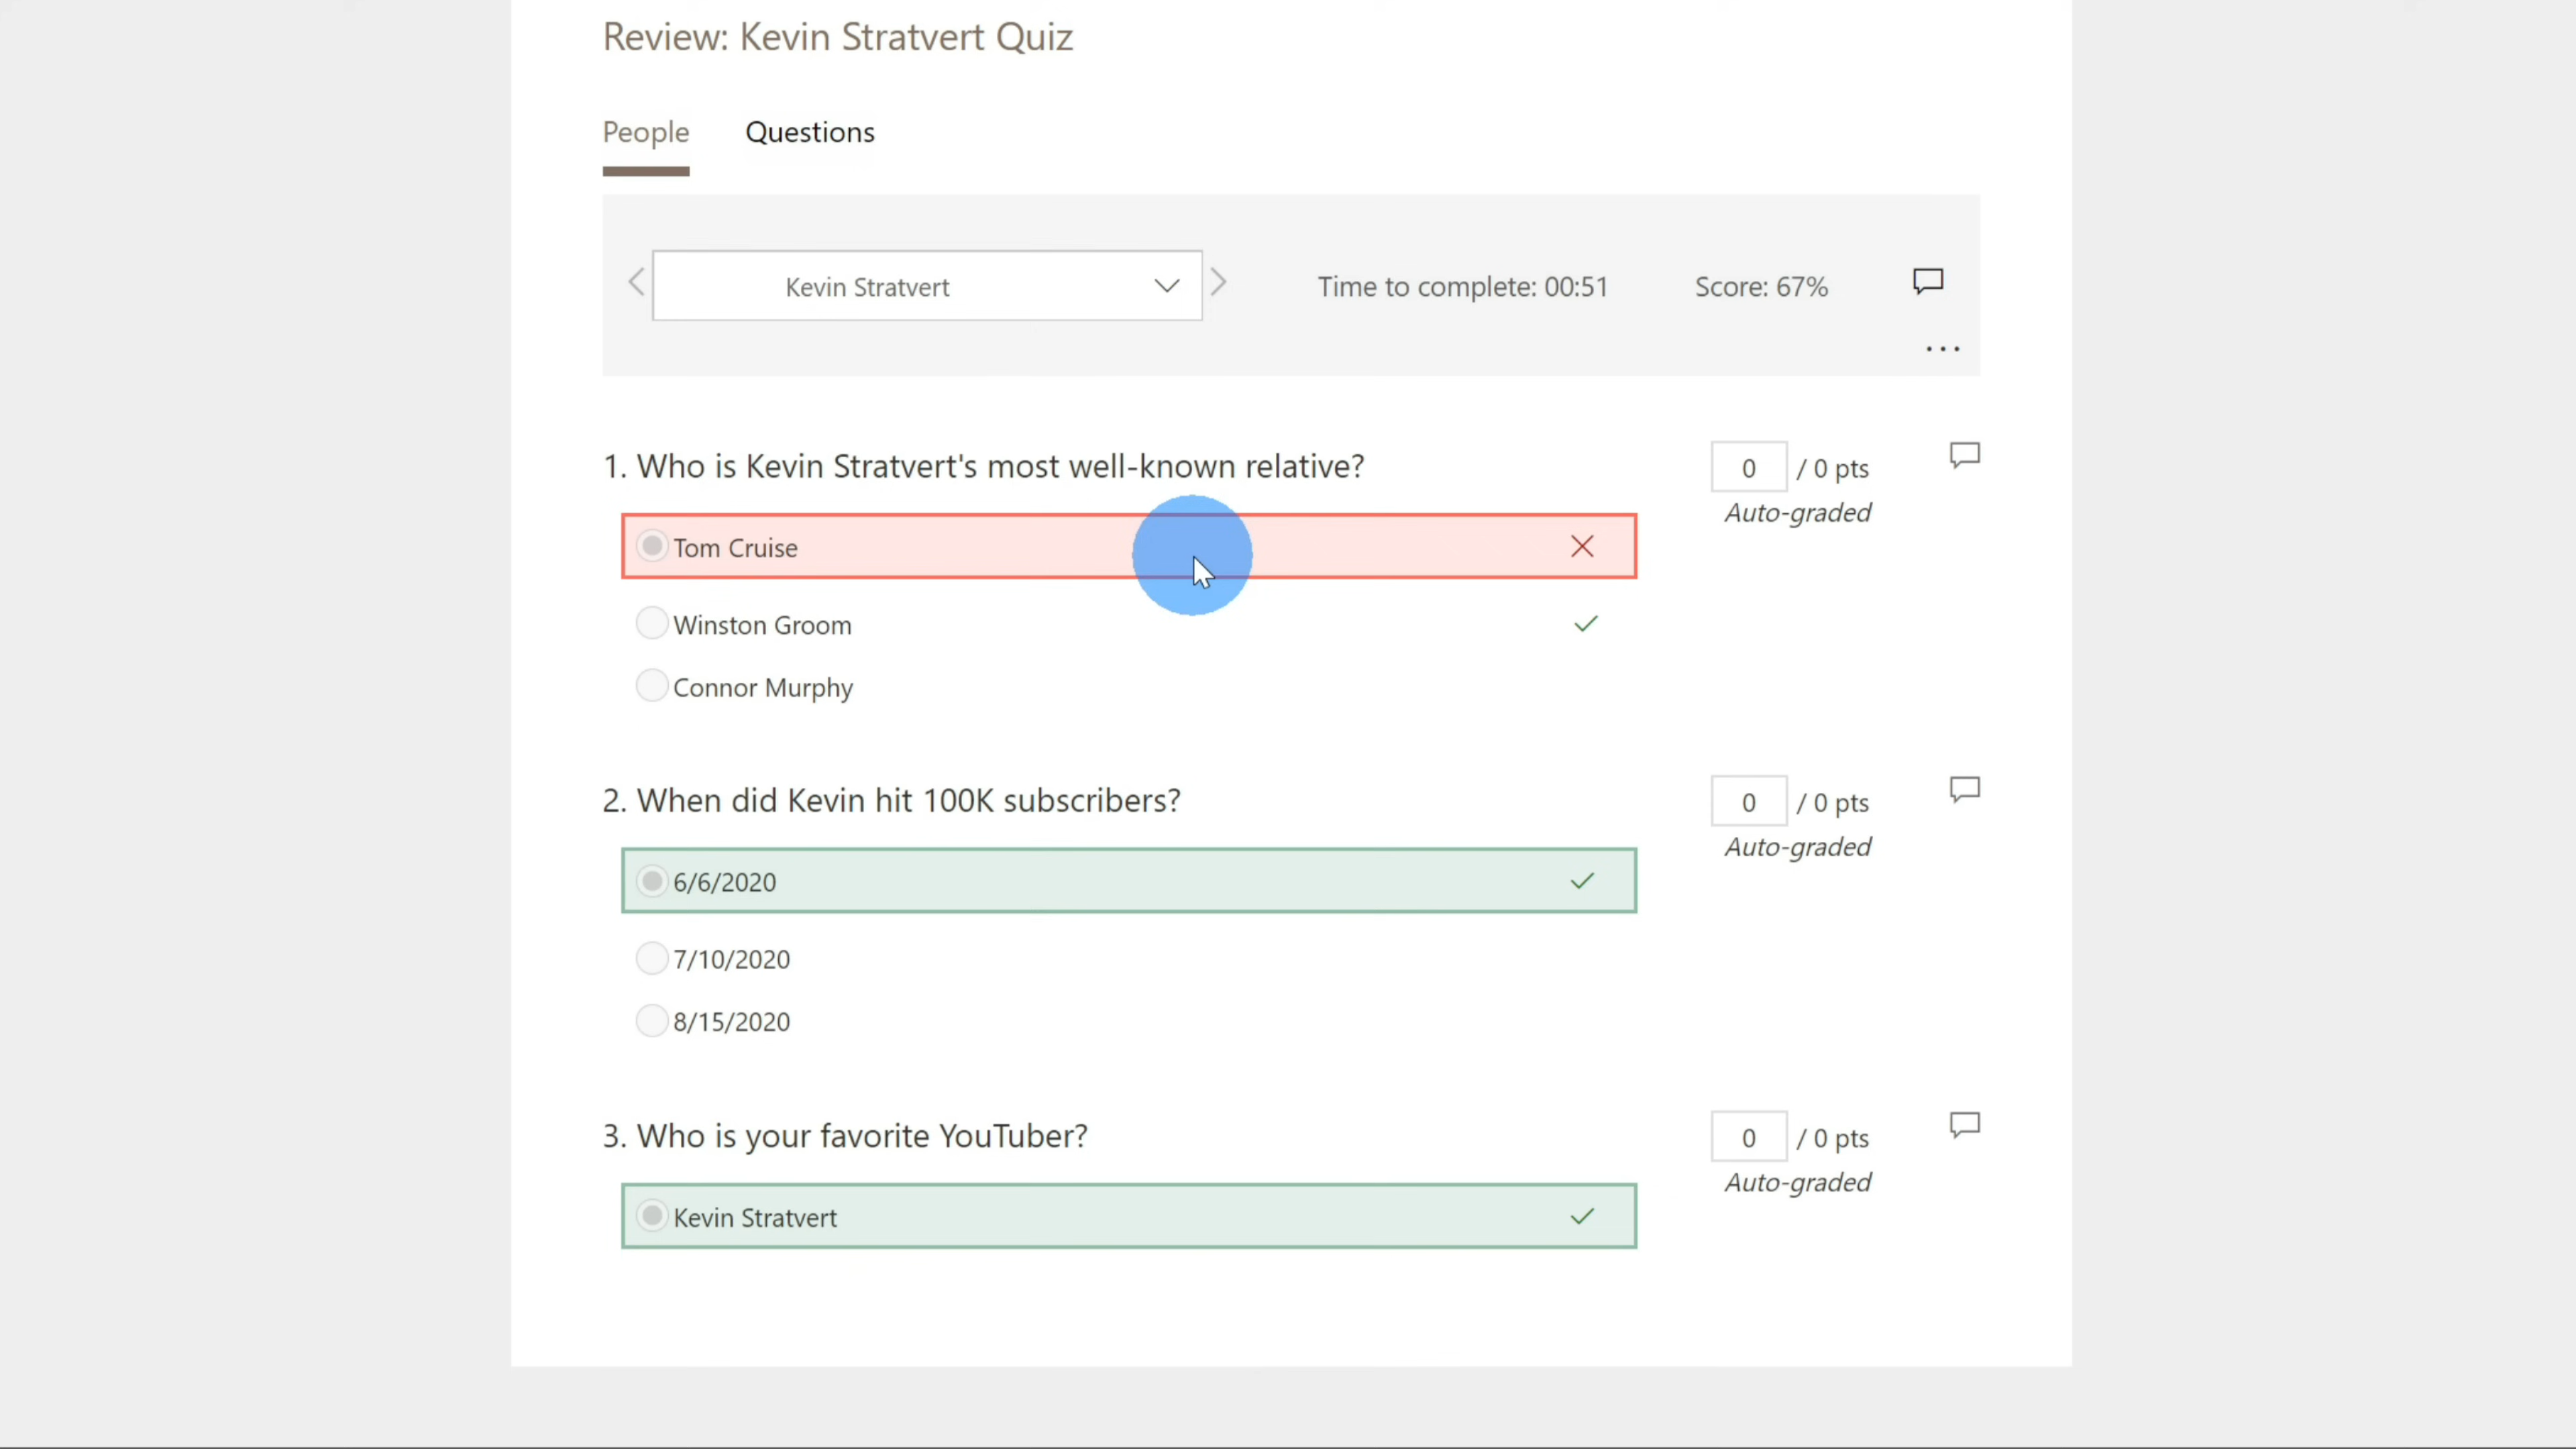 Review: Kevin Stratvert Quiz
People Questions
Kevin Stratvert Time to complete: 00:51 Score: 67%
1. Who is Kevin Stratvert's most well-known relative? 0 / 0 pts
Auto-graded
Tom Cruise
Winston Groom
Connor Murphy
2. When did Kevin hit 100K subscribers? 0 / 0 pts
Auto-graded
6/6/2020
7/10/2020
8/15/2020
3. Who is your favorite YouTuber? 0 / 0 pts
Auto-graded
Kevin Stratvert